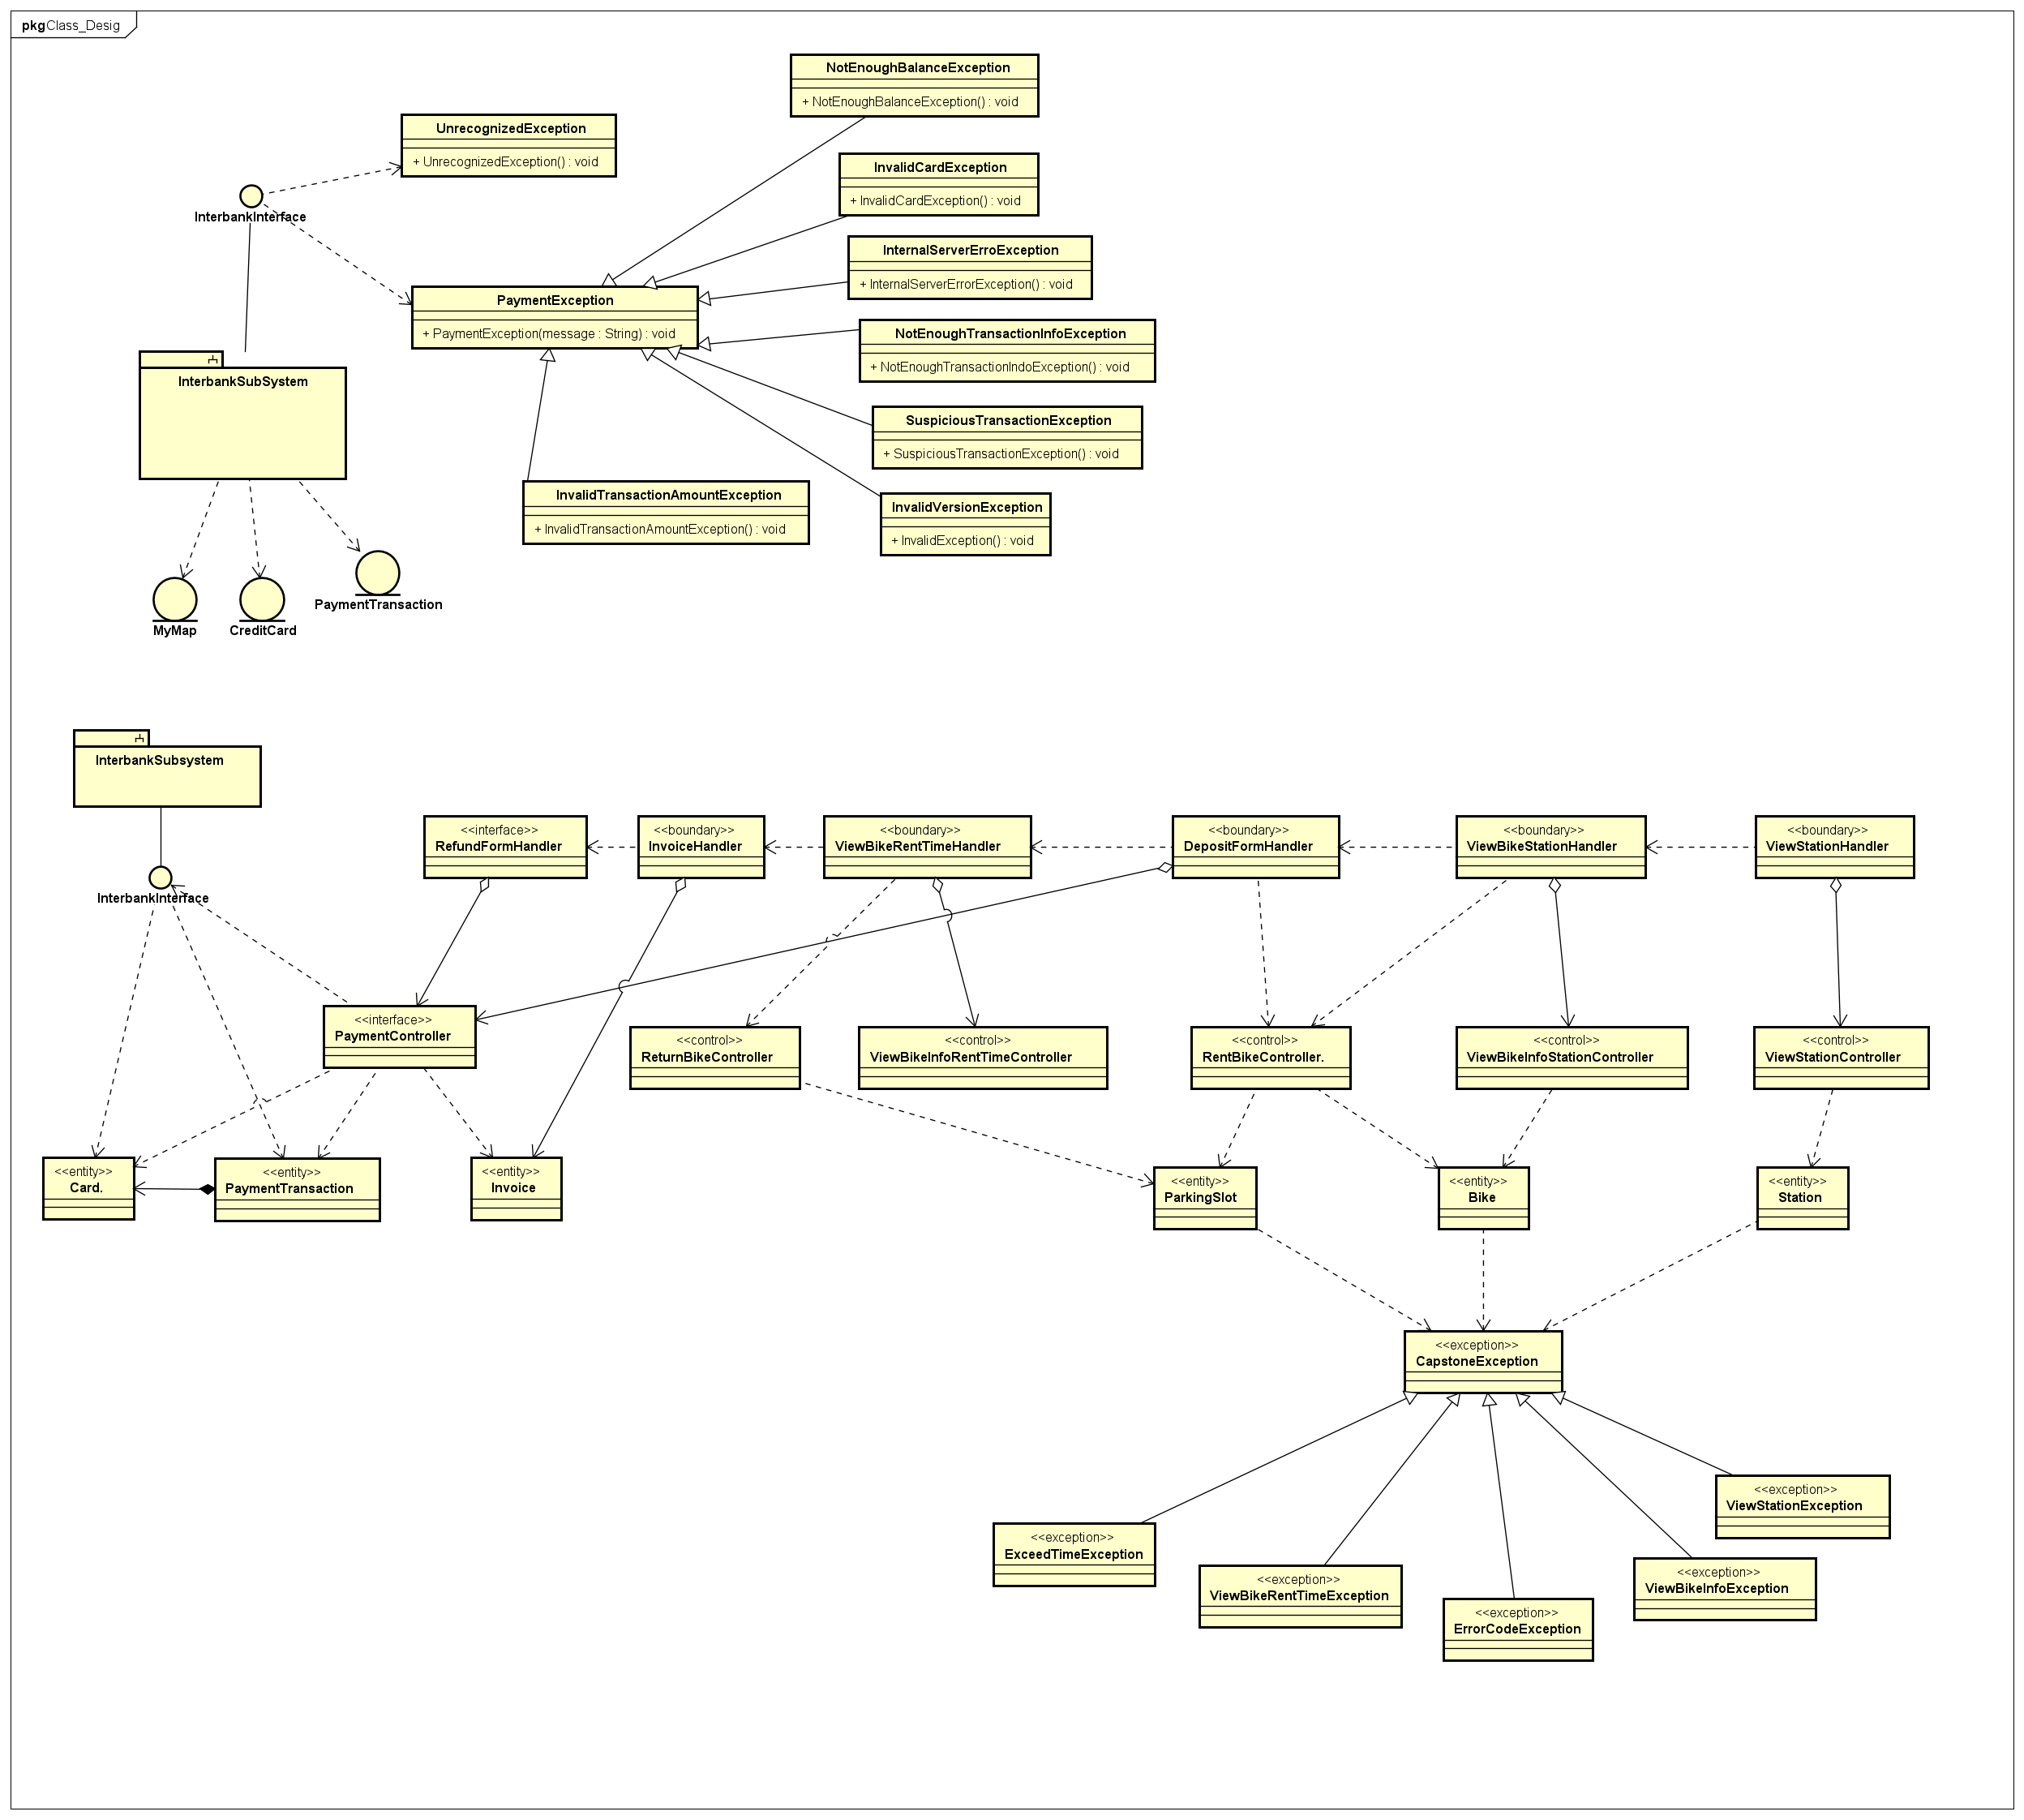 pkg Class_Desig
NotEnoughBalanceException
+ NotEnoughBalanceException() : void
UnrecognizedException
+ UnrecognizedException() : void
InvalidCardException
+ InvalidCardException() : void
InterbankInterface
InternalServerErroException
+ InternalServerErrorException() : void
PaymentException
+ PaymentException(message : String) : void
NotEnoughTransactionInfoException
+ NotEnoughTransactionIndoException() : void
InterbankSubSystem
SuspiciousTransactionException
+ SuspiciousTransactionException() : void
InvalidTransactionAmountException
+ InvalidTransactionAmountException() : void
InvalidVersionException
+ InvalidException() : void
PaymentTransaction
MyMap
CreditCard
InterbankSubsystem
<<interface>>
RefundFormHandler
<<boundary>>
InvoiceHandler
<<boundary>>
ViewBikeRentTimeHandler
<<boundary>>
DepositFormHandler
<<boundary>>
ViewBikeStationHandler
<<boundary>>
ViewStationHandler
InterbankInterface
<<interface>>
PaymentController
<<control>>
ReturnBikeController
<<control>>
ViewBikeInfoRentTimeController
<<control>>
RentBikeController.
<<control>>
ViewBikeInfoStationController
<<control>>
ViewStationController
<<entity>>
Card.
<<entity>>
PaymentTransaction
<<entity>>
Invoice
<<entity>>
ParkingSlot
<<entity>>
Bike
<<entity>>
Station
<<exception>>
CapstoneException
<<exception>>
ViewStationException
<<exception>>
ExceedTimeException
<<exception>>
ViewBikeRentTimeException
<<exception>>
ViewBikeInfoException
<<exception>>
ErrorCodeException